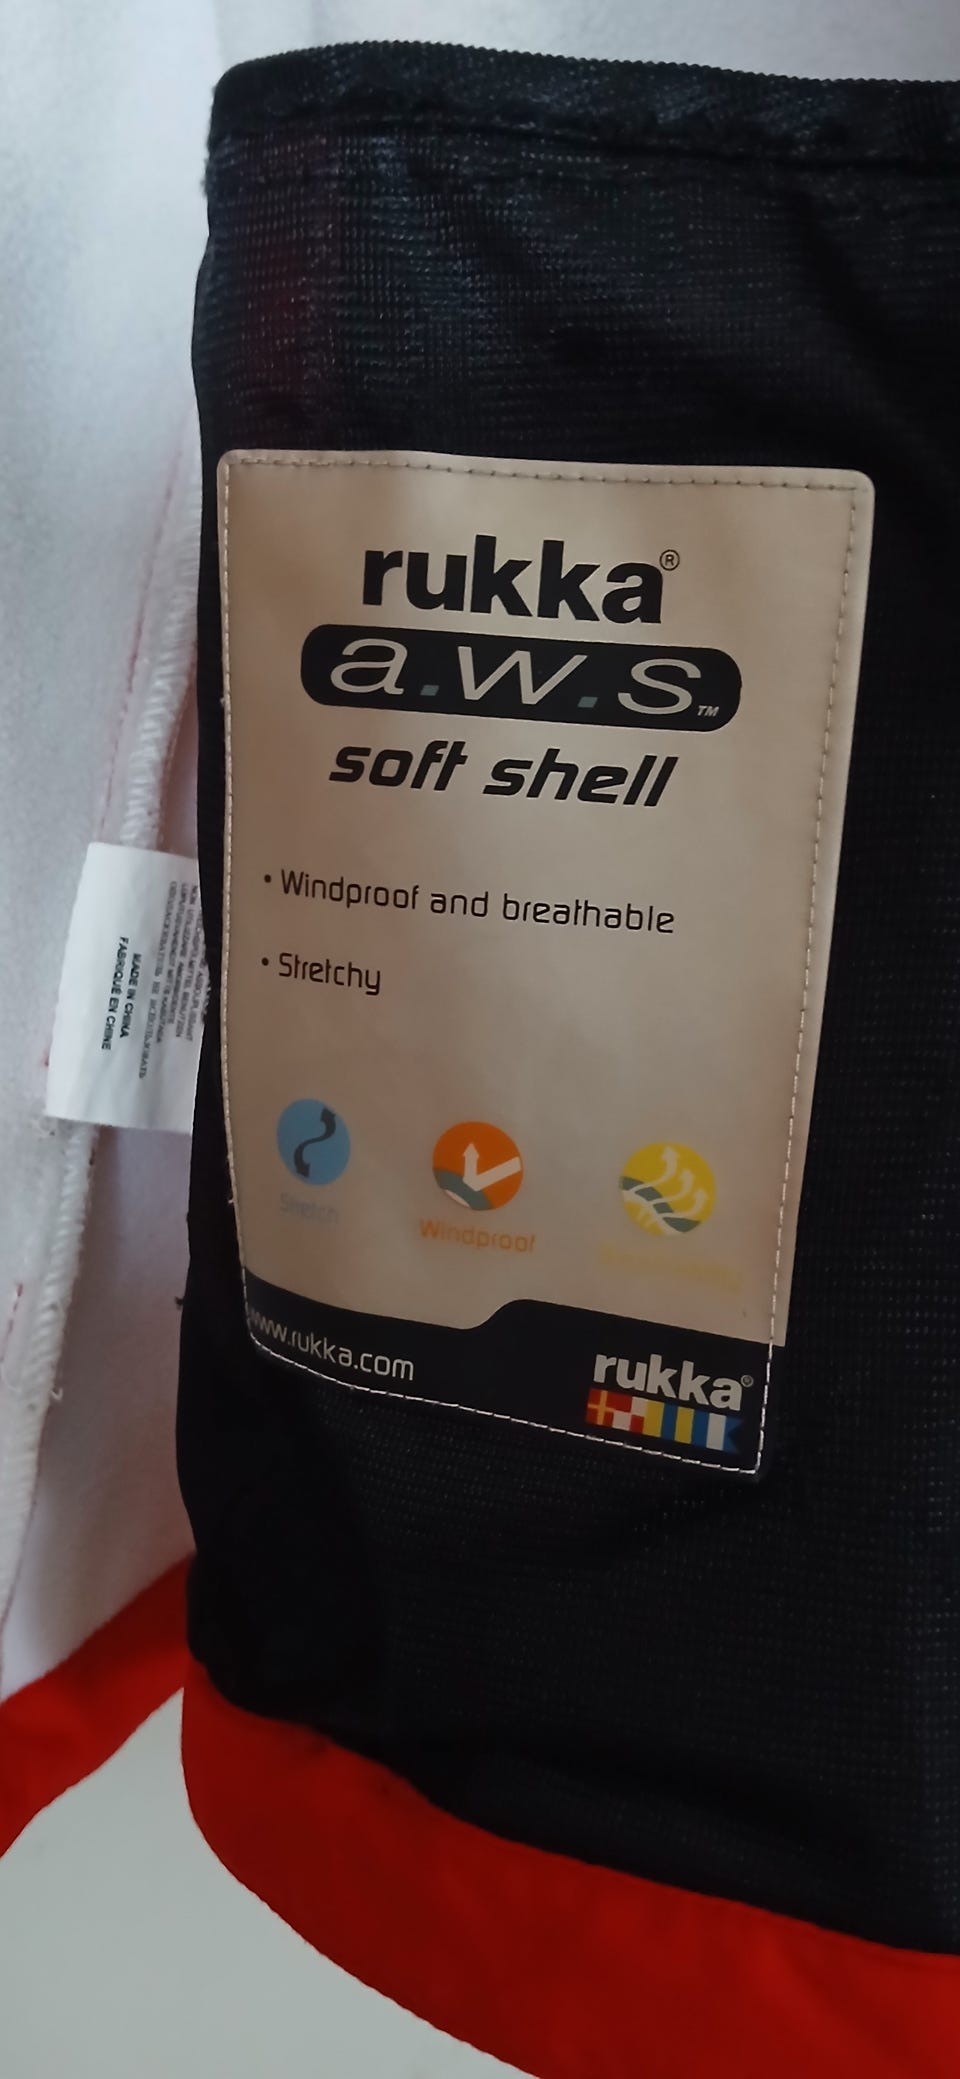 rukka®
a.w.s™
soft shell
• Windproof and breathable
• Stretchy
Stretch
Windproof
www.rukka.com
rukka®
MADE IN CHINA
FABRIQUÉ EN CHINE